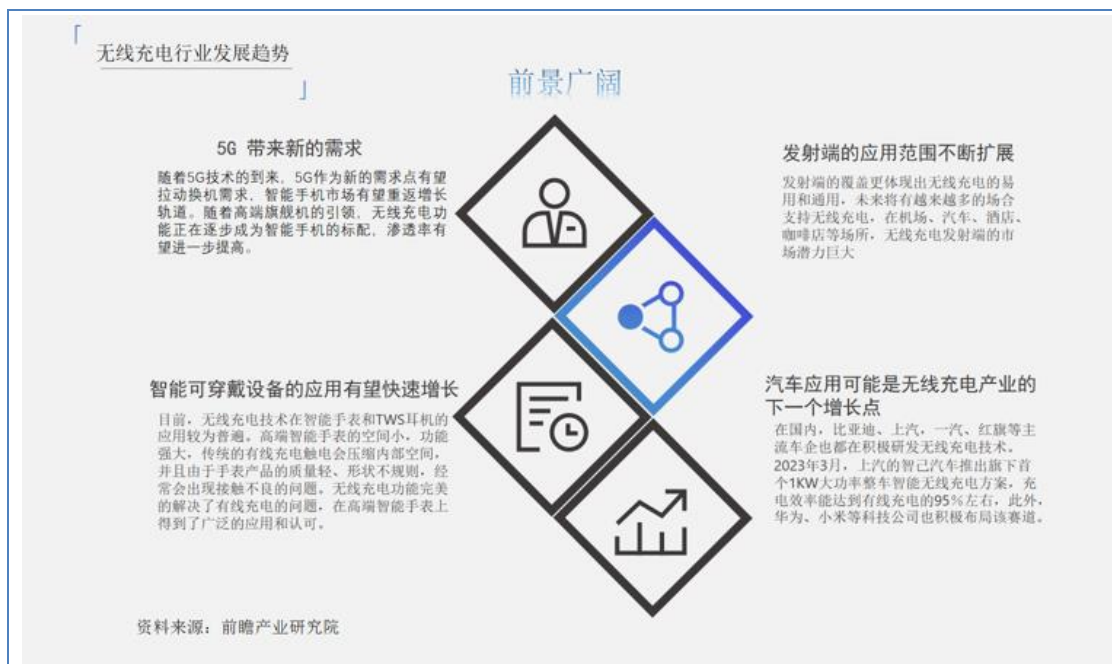 无线充电行业发展趋势
前景广阔
5G 带来新的需求
随着5G技术的到来，5G作为新的需求点有望
拉动换机需求，智能手机市场有望重返增长
轨道。随着高端旗舰机的引领，无线充电功
能正在逐步成为智能手机的标配，渗透率有
望进一步提高。
发射端的应用范围不断扩展
发射端的覆盖更体现出无线充电的易
用和通用，未来将有越来越多的场合
支持无线充电，在机场、汽车、酒店、
咖啡店等场所，无线充电发射端的市
场潜力巨大
智能可穿戴设备的应用有望快速增长
目前，无线充电技术在智能手表和TWS耳机的
应用较为普遍。高端智能手表的空间小，功能
强大，传统的有线充电触电会压缩内部空间，
并且由于手表产品的质量轻、形状不规则，经
常会出现接触不良的问题。无线充电功能完美
的解决了有线充电的问题，在高端智能手表上
得到了广泛的应用和认可。
汽车应用可能是无线充电产业的
下一个增长点
在国内，比亚迪、上汽，一汽、红旗等主
流车企也都在积极研发无线充电技术。
2023年3月，上汽的智己汽车推出旗下首
个1KW大功率整车智能无线充电方案，充
电效率能达到有线充电的95%左右，此外，
华为、小米等科技公司也积极布局该赛道。
资料来源：前瞻产业研究院